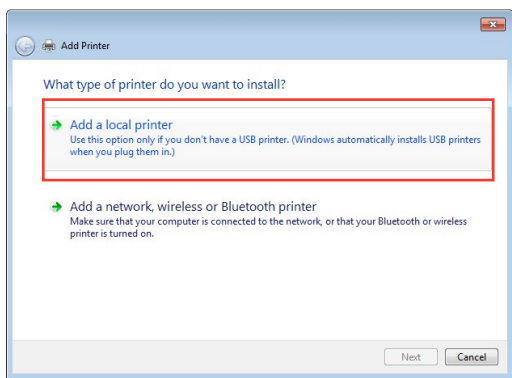 Add Printer
What type of printer do you want to install?
Add a local printer
Use this option only if you don't have a USB printer. (Windows automatically installs USB printers
when you plug them in.)
Add a network, wireless or Bluetooth printer
Make sure that your computer is connected to the network, or that your Bluetooth or wireless
printer is turned on.
Next Cancel